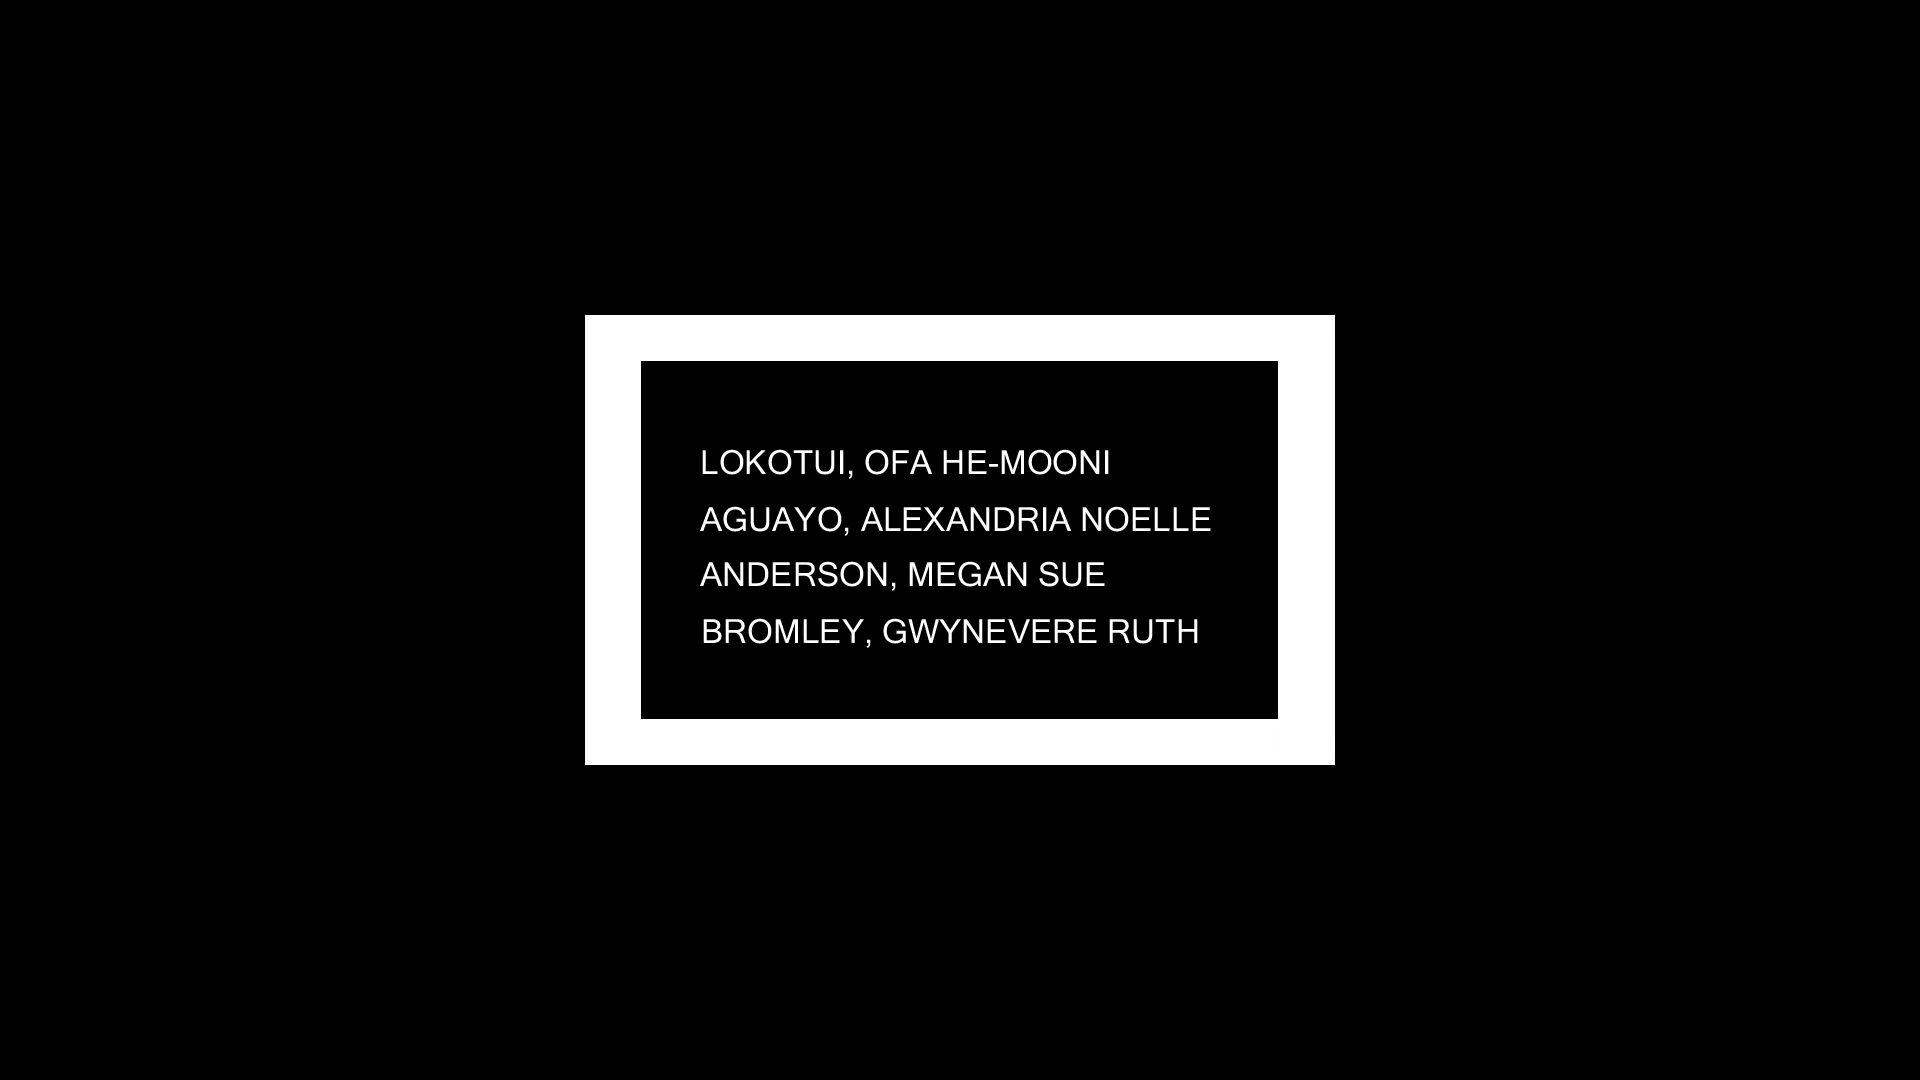 LOKOTUI, OFA HE-MOONI
AGUAYO, ALEXANDRIA NOELLE
ANDERSON, MEGAN SUE
BROMLEY, GWYNEVERE RUTH